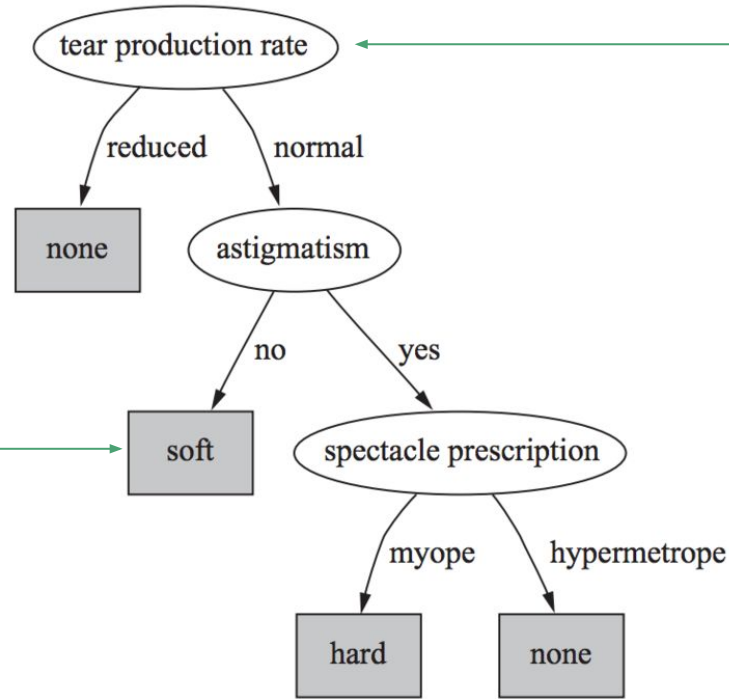 tear production rate
reduced
normal
none
astigmatism
no
yes
soft
spectacle prescription
myope
hypermetrope
hard
none